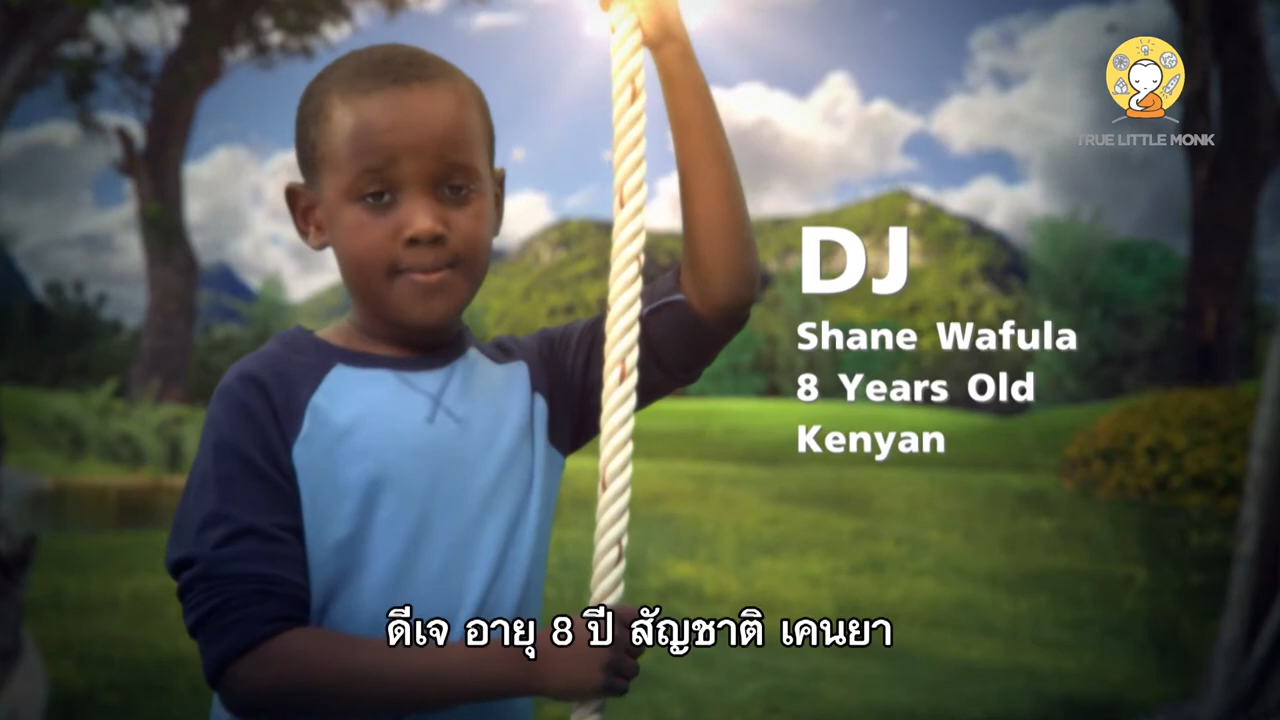 TRUE LITTLE MONK
DJ
Shane Wafula
8 Years Old
Kenyan
ดีเจ อายุ 8 ปี สัญชาติ เคนยา